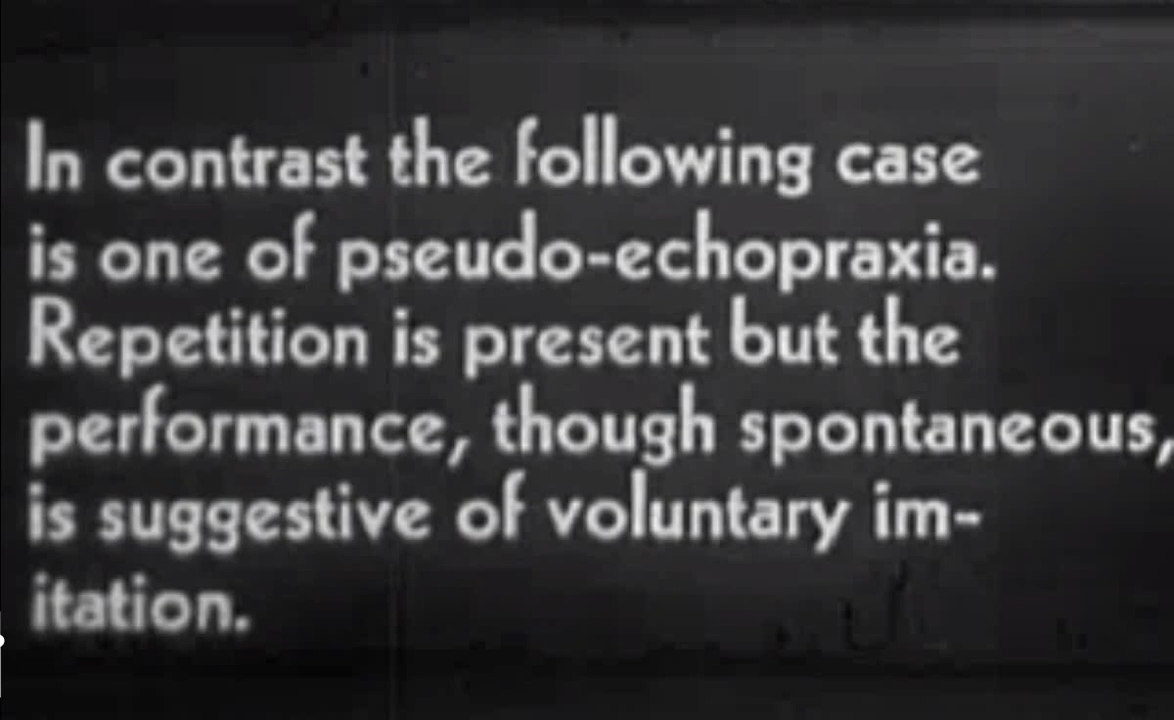 In contrast the following case
is one of pseudo-echopraxia.
Repetition is present but the
performance, though spontaneous,
is suggestive of voluntary im-
itation.